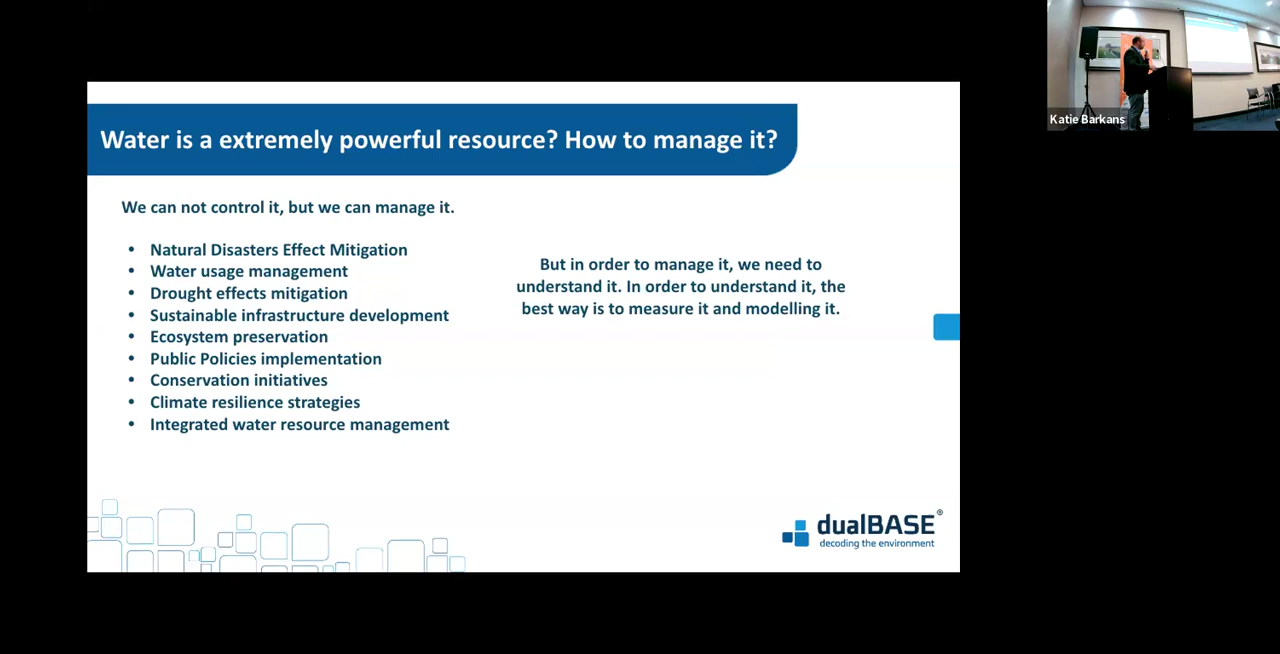 Water is a extremely powerful resource? How to manage it?
We can not control it, but we can manage it.
• Natural Disasters Effect Mitigation
• Water usage management
• Drought effects mitigation
• Sustainable infrastructure development
• Ecosystem preservation
• Public Policies implementation
• Conservation initiatives
• Climate resilience strategies
• Integrated water resource management
But in order to manage it, we need to
understand it. In order to understand it, the
best way is to measure it and modelling it.
dualBASE®
decoding the environment
Katie Barkans